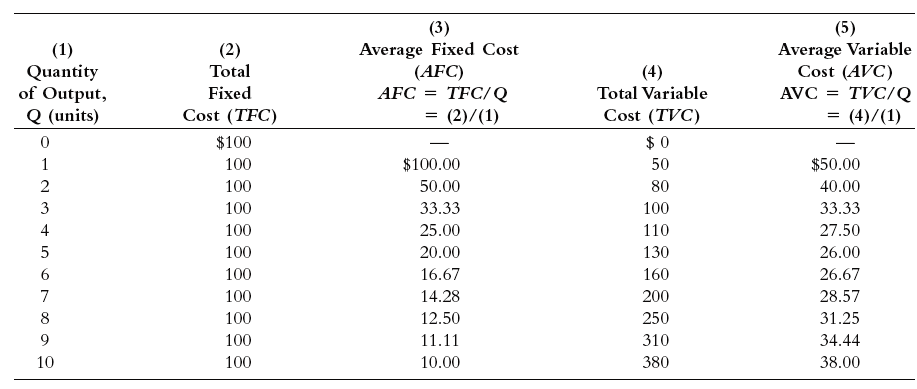 (3) (5)
(1) (2) Average Fixed Cost Average Variable
Quantity Total (AFC) (4) Cost (AVC)
of Output, Fixed AFC = TFC/Q Total Variable AVC = TVC/Q
Q (units) Cost (TFC) = (2)/(1) Cost (TVC) = (4)/(1)
0 $100 — $ 0 —
1 100 $100.00 50 $50.00
2 100 50.00 80 40.00
3 100 33.33 100 33.33
4 100 25.00 110 27.50
5 100 20.00 130 26.00
6 100 16.67 160 26.67
7 100 14.28 200 28.57
8 100 12.50 250 31.25
9 100 11.11 310 34.44
10 100 10.00 380 38.00